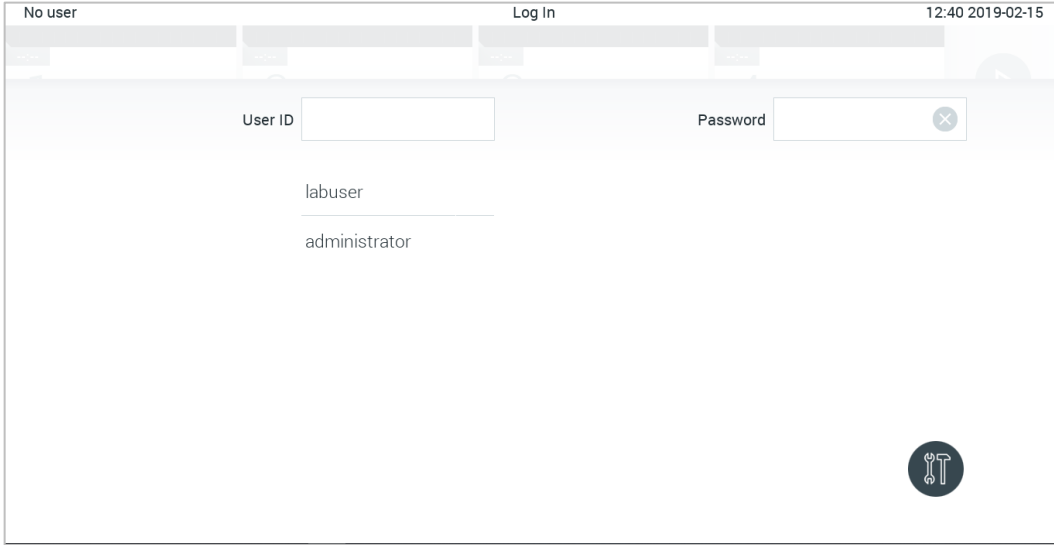 No user Log In 12:40 2019-02-15
--:-- --:-- --:-- --:--
User ID Password
labuser
administrator